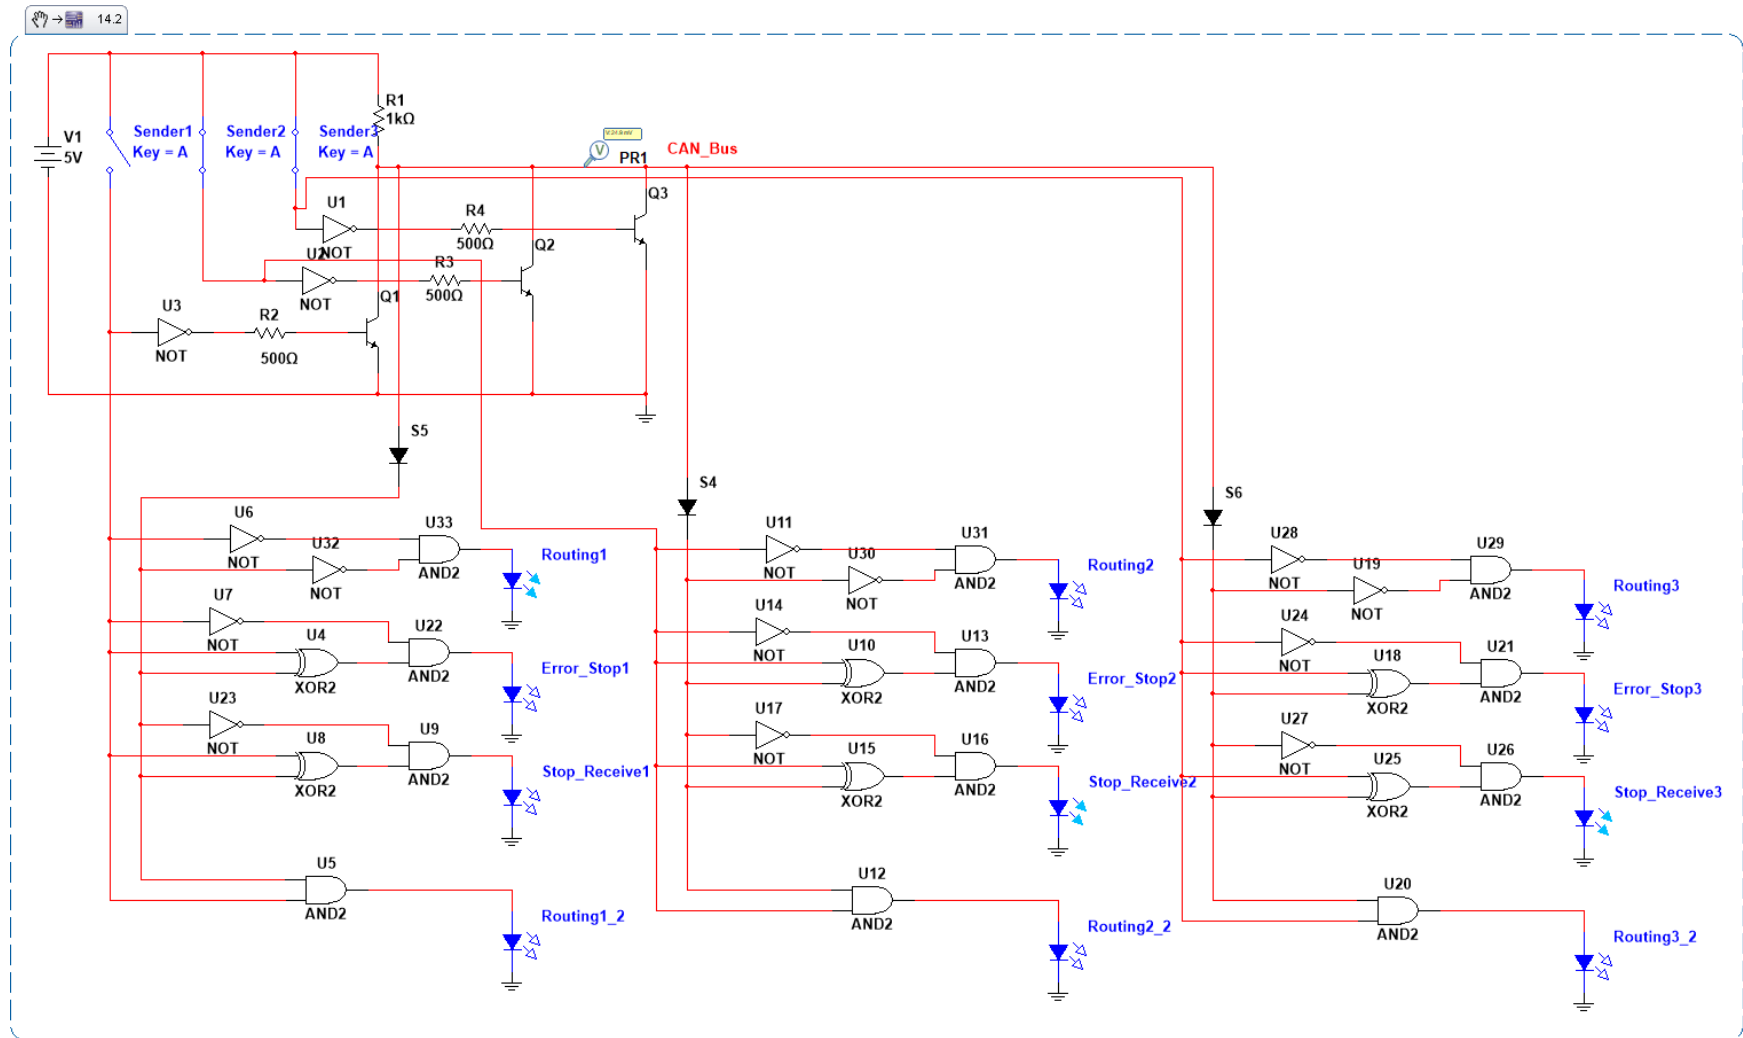 14.2
V1
5V
Sender1
Key = A
Sender2
Key = A
Sender3
Key = A
R1
1kΩ
PR1
CAN_Bus
U1
NOT
R4
500Ω
Q3
U2
NOT
R3
500Ω
Q2
U3
NOT
R2
500Ω
Q1
S5
S4
S6
U6
NOT
U32
NOT
U33
AND2
Routing1
U7
NOT
U4
XOR2
U22
AND2
Error_Stop1
U23
NOT
U8
XOR2
U9
AND2
Stop_Receive1
U5
AND2
Routing1_2
U11
NOT
U30
NOT
U31
AND2
Routing2
U14
NOT
U10
XOR2
U13
AND2
Error_Stop2
U17
NOT
U15
XOR2
U16
AND2
Stop_Receive2
U12
AND2
Routing2_2
U28
NOT
U19
NOT
U29
AND2
Routing3
U24
NOT
U18
XOR2
U21
AND2
Error_Stop3
U27
NOT
U25
XOR2
U26
AND2
Stop_Receive3
U20
AND2
Routing3_2